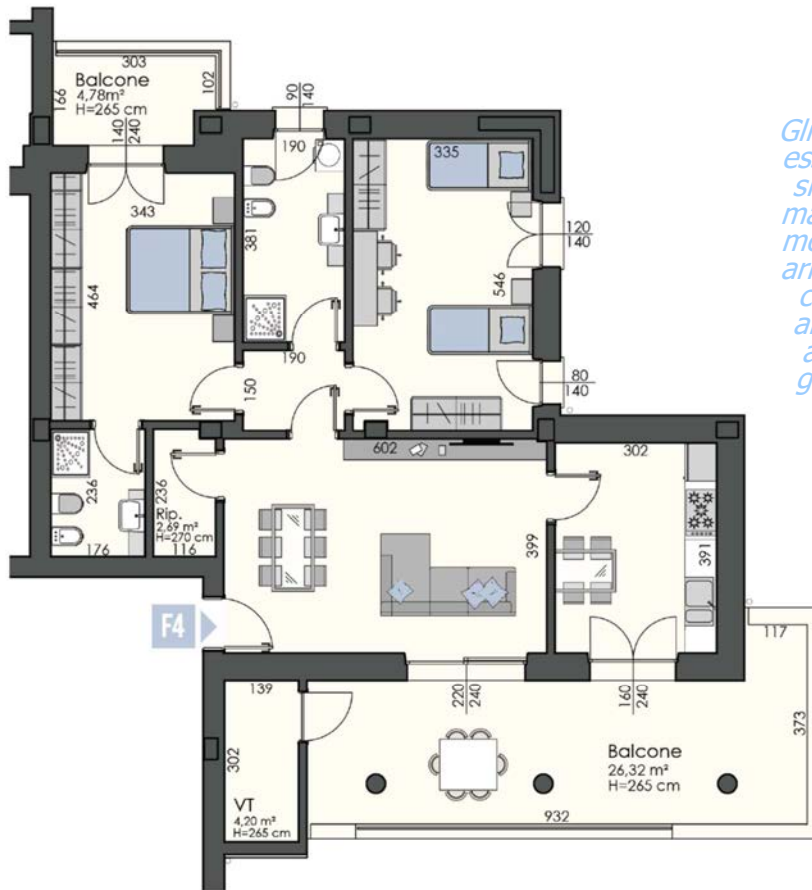 303
Balcone
4,78m²
H=265 cm
166
102
140
240
90
140
190
335
343
381
464
120
140
546
190
150
80
140
602
302
236
236
Rip.
2,69 m²
H=270 cm
176
116
399
391
F4
117
139
220
240
160
240
373
302
Balcone
26,32 m²
H=265 cm
VT
4,20 m²
H=265 cm
932